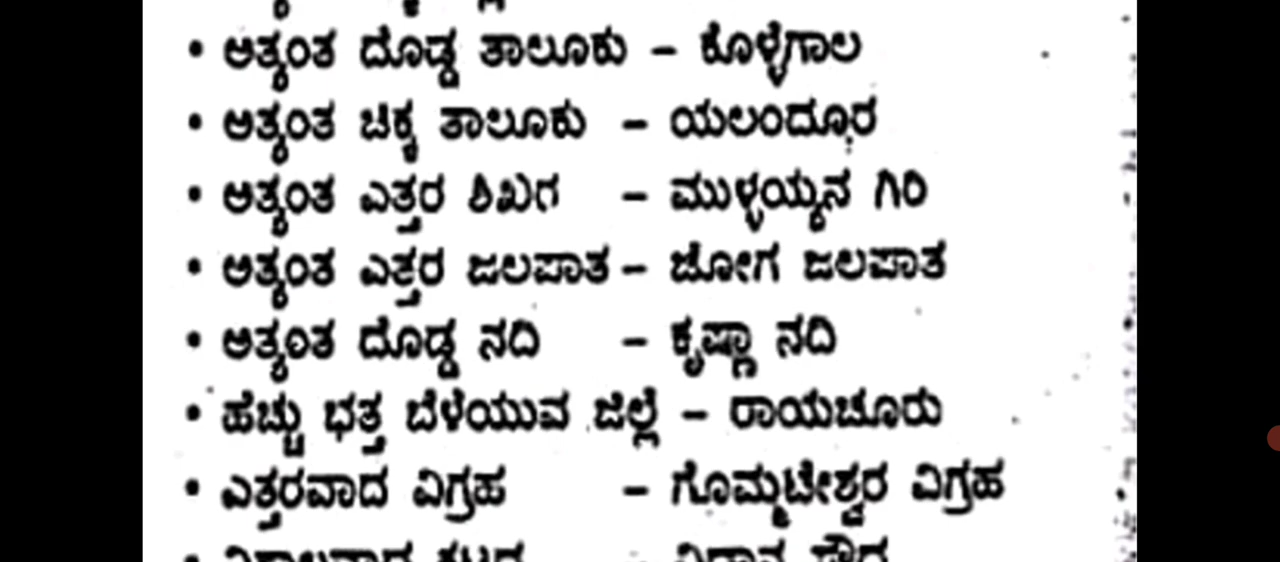 • ಅತ್ಯಂತ ದೊಡ್ಡ ತಾಲೂಕು – ಕೊಳ್ಳೆಗಾಲ
• ಅತ್ಯಂತ ಚಿಕ್ಕ ತಾಲೂಕು – ಯಲಂದೂರ
• ಅತ್ಯಂತ ಎತ್ತರ ಶಿಖಗ – ಮುಳ್ಳಯ್ಯನ ಗಿರಿ
• ಅತ್ಯಂತ ಎತ್ತರ ಜಲಪಾತ – ಜೋಗ ಜಲಪಾತ
• ಅತ್ಯಂತ ದೊಡ್ಡ ನದಿ – ಕೃಷ್ಣಾ ನದಿ
• ಹೆಚ್ಚು ಭತ್ತ ಬೆಳೆಯುವ ಜಿಲ್ಲೆ – ರಾಯಚೂರು
• ಎತ್ತರವಾದ ವಿಗ್ರಹ – ಗೊಮ್ಮಟೇಶ್ವರ ವಿಗ್ರಹ